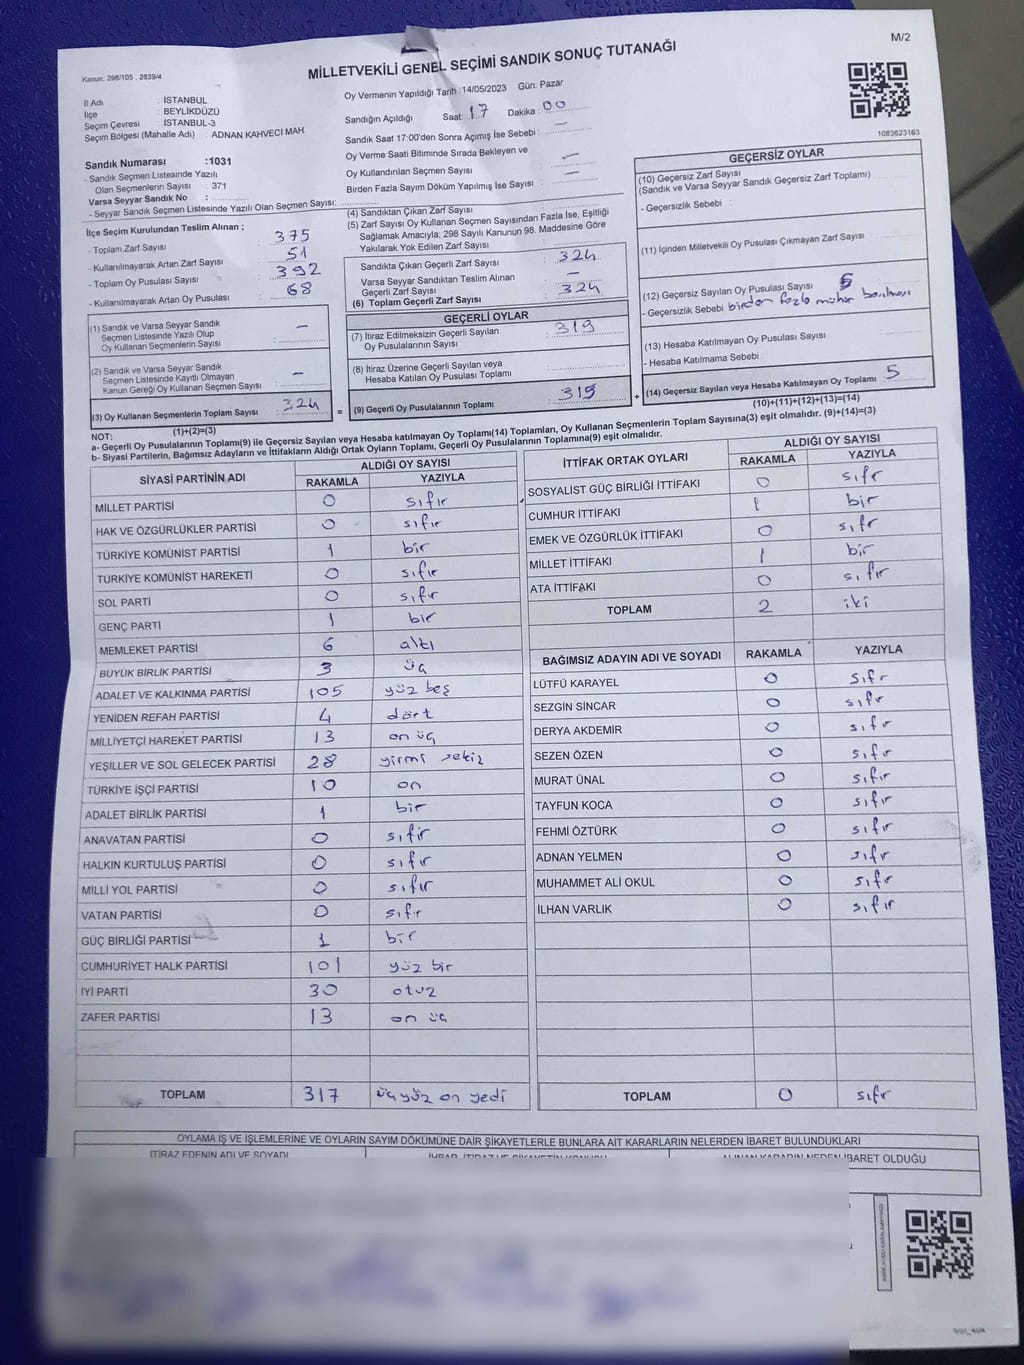 M/2
Kanun: 298/105 , 2839/4
MİLLETVEKİLİ GENEL SEÇİMİ SANDIK SONUÇ TUTANAĞI
İl Adı : İSTANBUL
İlçe : BEYLİKDÜZÜ
Seçim Çevresi : İSTANBUL-3
Seçim Bölgesi (Mahalle Adı) : ADNAN KAHVECİ MAH
Sandık Numarası :1031
- Sandık Seçmen Listesinde Yazılı
Olan Seçmenlerin Sayısı : 371
Varsa Seyyar Sandık No :
- Seyyar Sandık Seçmen Listesinde Yazılı Olan Seçmen Sayısı:
İlçe Seçim Kurulundan Teslim Alınan ;
- Toplam Zarf Sayısı : 375
- Kullanılmayarak Artan Zarf Sayısı : 51
- Toplam Oy Pusulası Sayısı : 392
- Kullanılmayarak Artan Oy Pusulası : 68
(1) Sandık ve Varsa Seyyar Sandık
Seçmen Listesinde Yazılı Olup
Oy Kullanan Seçmenlerin Sayısı : –
(2) Sandık ve Varsa Seyyar Sandık
Seçmen Listesinde Kayıtlı Olmayan
Kanun Gereği Oy Kullanan Seçmen Sayısı : –
(3) Oy Kullanan Seçmenlerin Toplam Sayısı : 324
(1)+(2)=(3)
Oy Vermenin Yapıldığı Tarih : 14/05/2023 Gün: Pazar
Sandığın Açıldığı Saat: 17 Dakika : 00
Sandık Saat 17:00'den Sonra Açımış İse Sebebi : –
Oy Verme Saati Bitiminde Sırada Bekleyen ve
Oy Kullandırılan Seçmen Sayısı : –
Birden Fazla Sayım Döküm Yapılmış İse Sayısı : –
(4) Sandıktan Çıkan Zarf Sayısı :
(5) Zarf Sayısı Oy Kullanan Seçmen Sayısından Fazla İse, Eşitliği
Sağlamak Amacıyla; 298 Sayılı Kanunun 98. Maddesine Göre
Yakılarak Yok Edilen Zarf Sayısı :
Sandıkta Çıkan Geçerli Zarf Sayısı : 324
Varsa Seyyar Sandıktan Teslim Alınan
Geçerli Zarf Sayısı : –
(6) Toplam Geçerli Zarf Sayısı : 324
GEÇERLİ OYLAR
(7) İtiraz Edilmeksizin Geçerli Sayılan
Oy Pusulalarının Sayısı : 319
(8) İtiraz Üzerine Geçerli Sayılan veya
Hesaba Katılan Oy Pusulası Toplamı :
= (9) Geçerli Oy Pusulalarının Toplamı : 319 +
1083623163
GEÇERSİZ OYLAR
(10) Geçersiz Zarf Sayısı
(Sandık ve Varsa Seyyar Sandık Geçersiz Zarf Toplamı) :
- Geçersizlik Sebebi :
(11) İçinden Milletvekili Oy Pusulası Çıkmayan Zarf Sayısı :
(12) Geçersiz Sayılan Oy Pusulası Sayısı : 5
- Geçersizlik Sebebi birden fazla mühür basılması
(13) Hesaba Katılmayan Oy Pusulası Sayısı :
- Hesaba Katılmama Sebebi :
(14) Geçersiz Sayılan veya Hesaba Katılmayan Oy Toplamı : 5
(10)+(11)+(12)+(13)=(14)
NOT:
a- Geçerli Oy Pusulalarının Toplamı(9) ile Geçersiz Sayılan veya Hesaba katılmayan Oy Toplamı(14) Toplamları, Oy Kullanan Seçmenlerin Toplam Sayısına(3) eşit olmalıdır. (9)+(14)=(3)
b- Siyasi Partilerin, Bağımsız Adayların ve İttifakların Aldığı Ortak Oyların Toplamı, Geçerli Oy Pusulalarının Toplamına(9) eşit olmalıdır.
SİYASİ PARTİNİN ADI ALDIĞI OY SAYISI
RAKAMLA YAZIYLA
MİLLET PARTİSİ 0 sıfır
HAK VE ÖZGÜRLÜKLER PARTİSİ 0 sıfır
TÜRKİYE KOMÜNİST PARTİSİ 1 bir
TÜRKİYE KOMÜNİST HAREKETİ 0 sıfır
SOL PARTİ 0 sıfır
GENÇ PARTİ 1 bir
MEMLEKET PARTİSİ 6 altı
BÜYÜK BİRLİK PARTİSİ 3 üç
ADALET VE KALKINMA PARTİSİ 105 yüz beş
YENİDEN REFAH PARTİSİ 4 dört
MİLLİYETÇİ HAREKET PARTİSİ 13 on üç
YEŞİLLER VE SOL GELECEK PARTİSİ 28 yirmi sekiz
TÜRKİYE İŞÇİ PARTİSİ 10 on
ADALET BİRLİK PARTİSİ 1 bir
ANAVATAN PARTİSİ 0 sıfır
HALKIN KURTULUŞ PARTİSİ 0 sıfır
MİLLİ YOL PARTİSİ 0 sıfır
VATAN PARTİSİ 0 sıfr
GÜÇ BİRLİĞİ PARTİSİ 1 bir
CUMHURİYET HALK PARTİSİ 101 yüz bir
İYİ PARTİ 30 otuz
ZAFER PARTİSİ 13 on üç
TOPLAM 317 üçyüz on yedi
İTTİFAK ORTAK OYLARI ALDIĞI OY SAYISI
RAKAMLA YAZIYLA
SOSYALİST GÜÇ BİRLİĞİ İTTİFAKI 0 sıfr
CUMHUR İTTİFAKI 1 bir
EMEK VE ÖZGÜRLÜK İTTİFAKI 0 sıfr
MİLLET İTTİFAKI 1 bir
ATA İTTİFAKI 0 sıfır
TOPLAM 2 iki
BAĞIMSIZ ADAYIN ADI VE SOYADI RAKAMLA YAZIYLA
LÜTFÜ KARAYEL 0 sıfr
SEZGİN SİNCAR 0 sıfr
DERYA AKDEMİR 0 sıfr
SEZEN ÖZEN 0 sıfr
MURAT ÜNAL 0 sıfır
TAYFUN KOCA 0 sıfr
FEHMİ ÖZTÜRK 0 sıfr
ADNAN YELMEN 0 sıfr
MUHAMMET ALİ OKUL 0 sıfr
İLHAN VARLIK 0 sıfır
TOPLAM 0 sıfr
OYLAMA İŞ VE İŞLEMLERİNE VE OYLARIN SAYIM DÖKÜMÜNE DAİR ŞİKAYETLERLE BUNLARA AİT KARARLARIN NELERDEN İBARET BULUNDUKLARI
İTİRAZ EDENİN ADI VE SOYADI İHBAR, İTİRAZ VE ŞİKAYETİN KONUSU ALINAN KARARIN NEDEN İBARET OLDUĞU